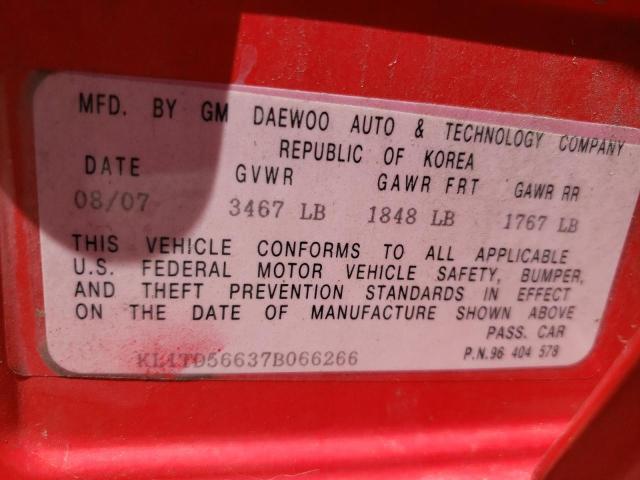 MFD. BY GM DAEWOO AUTO & TECHNOLOGY COMPANY
REPUBLIC OF KOREA
DATE GVWR GAWR FRT GAWR RR
08/07 3467 LB 1848 LB 1767 LB
THIS VEHICLE CONFORMS TO ALL APPLICABLE
U.S. FEDERAL MOTOR VEHICLE SAFETY, BUMPER,
AND THEFT PREVENTION STANDARDS IN EFFECT
ON THE DATE OF MANUFACTURE SHOWN ABOVE
PASS. CAR
KL1TD56637B066266 P.N.96 404 578